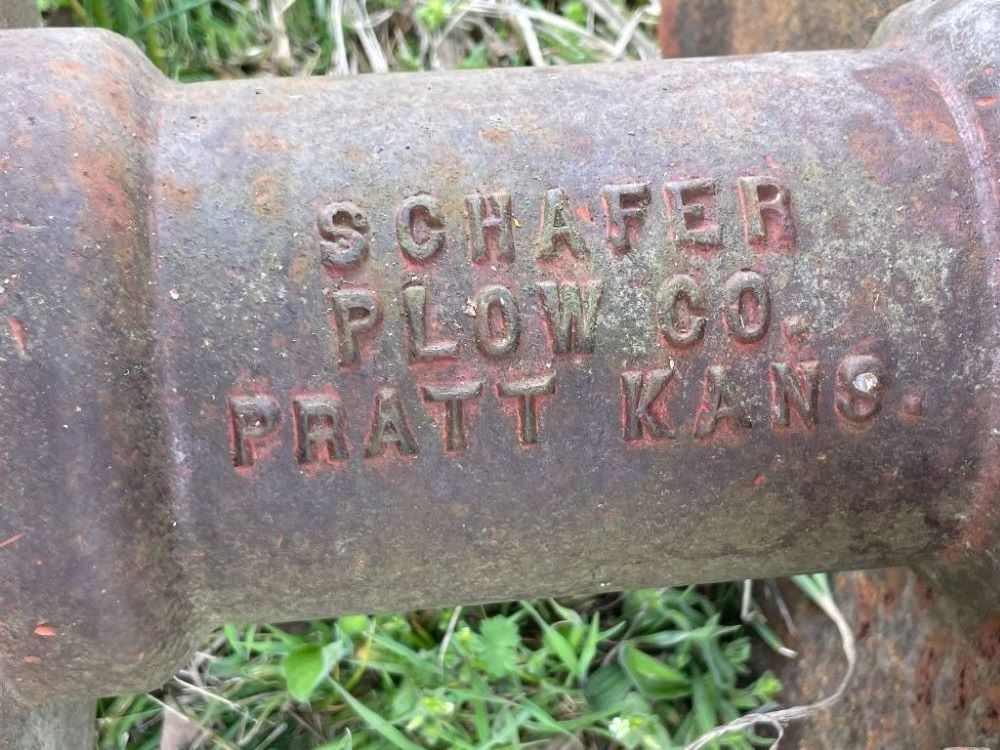 SCHAFER
PLOW CO.
PRATT KANS.